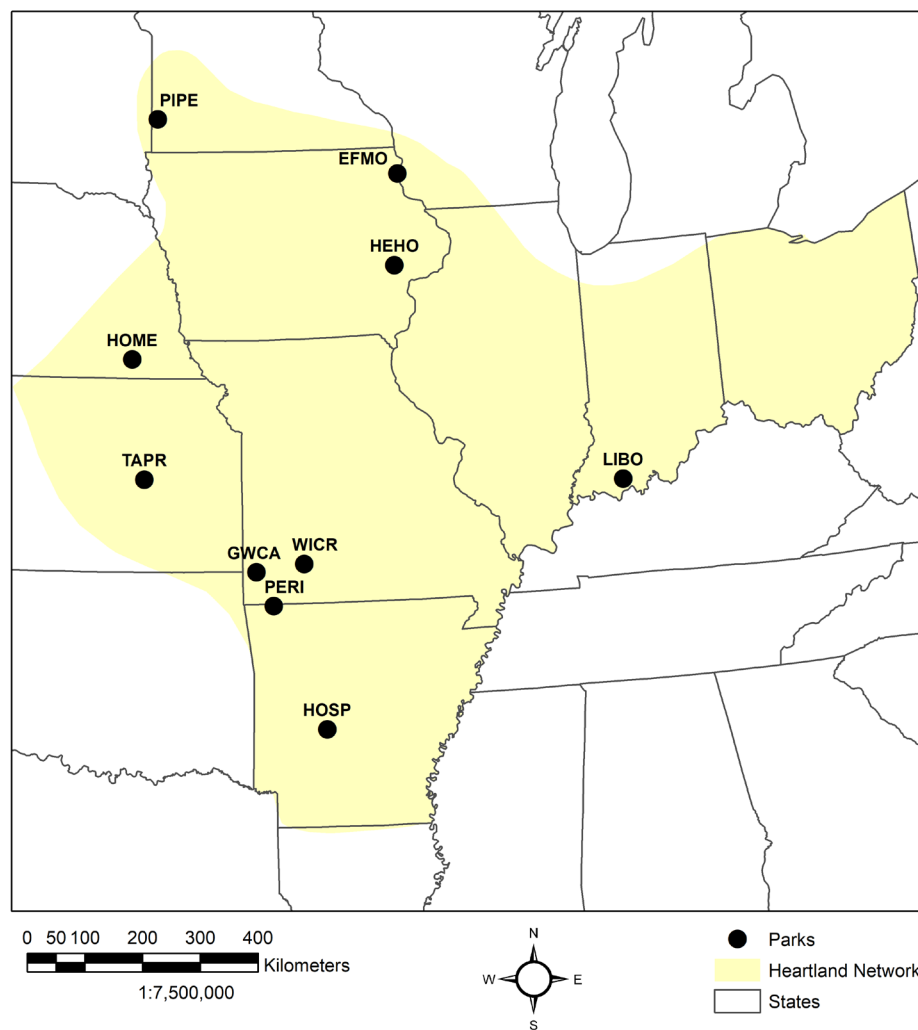 PIPE
EFMO
HEHO
HOME
TAPR
LIBO
WICR
GWCA
PERI
HOSP
0 50 100 200 300 400
Kilometers
1:7,500,000
N
W E
S
Parks
Heartland Network
States